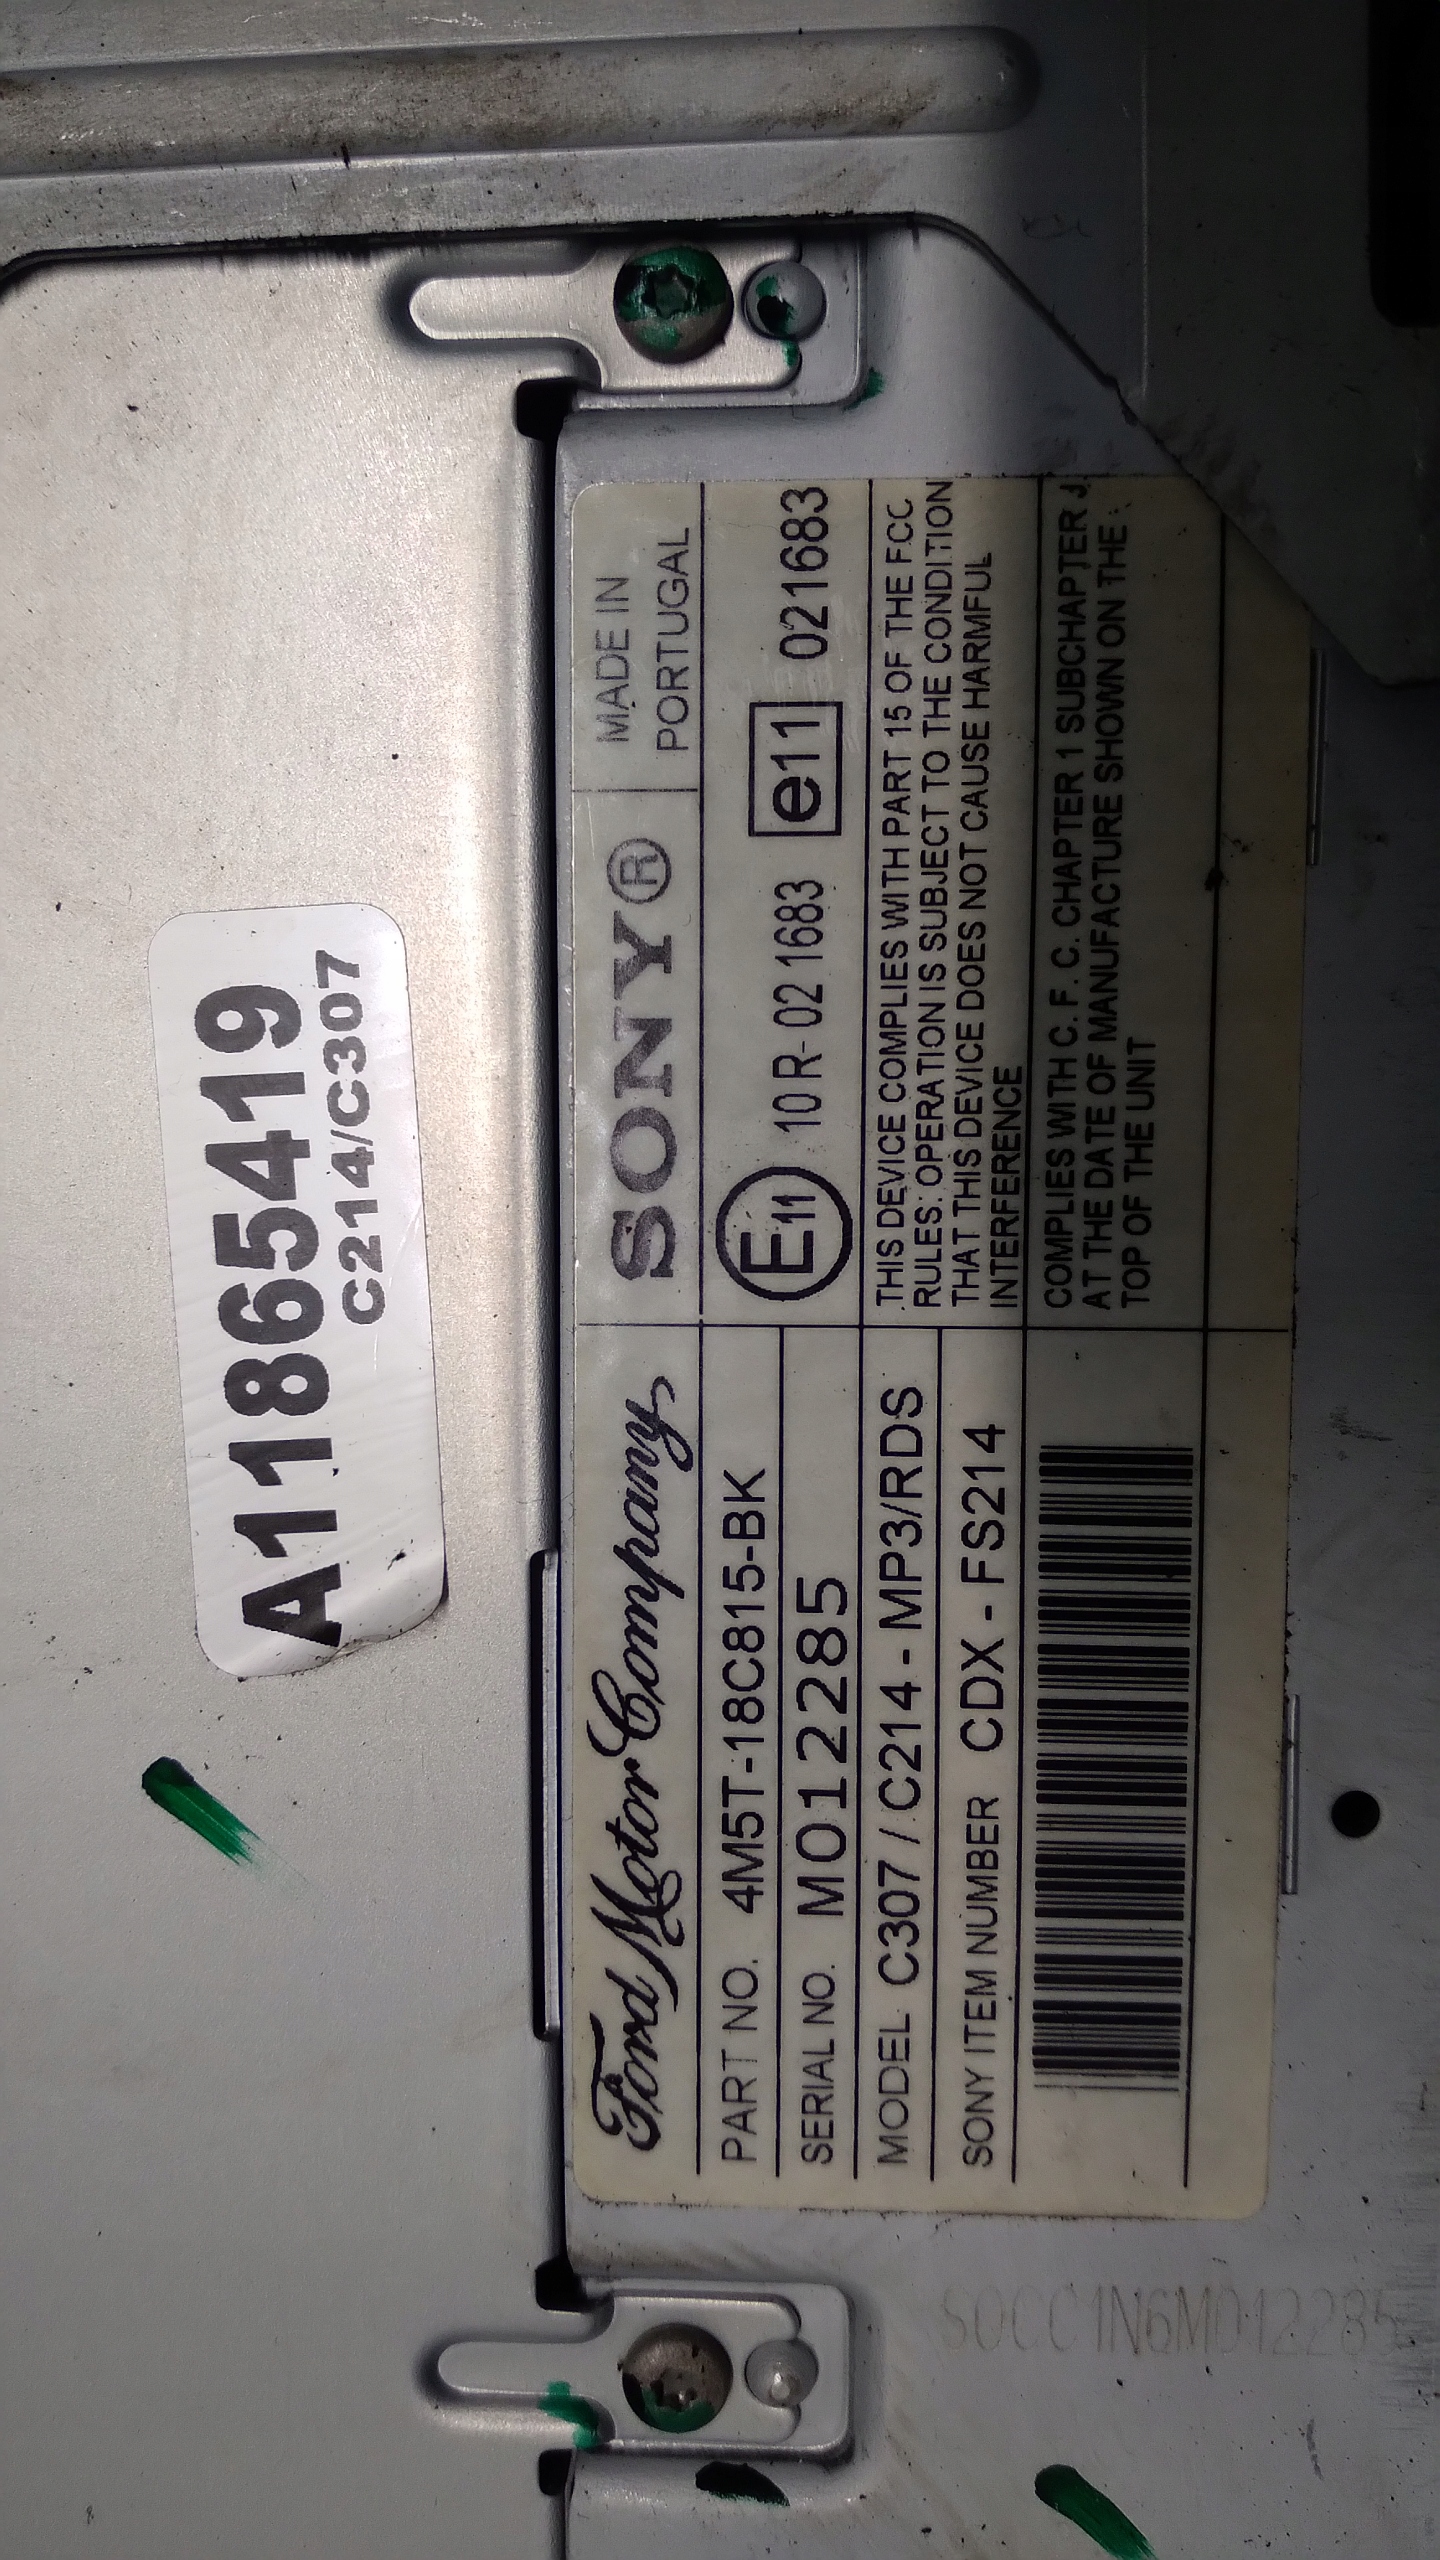 A11865419
C214/C307
Ford Motor Company
SONY®
MADE IN
PORTUGAL
PART NO. 4M5T-18C815-BK
SERIAL NO. M012285
MODEL C307 / C214 - MP3/RDS
SONY ITEM NUMBER CDX - FS214
E11 10R-02 1683 e11 021683
THIS DEVICE COMPLIES WITH PART 15 OF THE FCC
RULES: OPERATION IS SUBJECT TO THE CONDITION
THAT THIS DEVICE DOES NOT CAUSE HARMFUL
INTERFERENCE
COMPLIES WITH C. F. C. CHAPTER 1 SUBCHAPTER J.
AT THE DATE OF MANUFACTURE SHOWN ON THE
TOP OF THE UNIT
S0CC1N6M012285